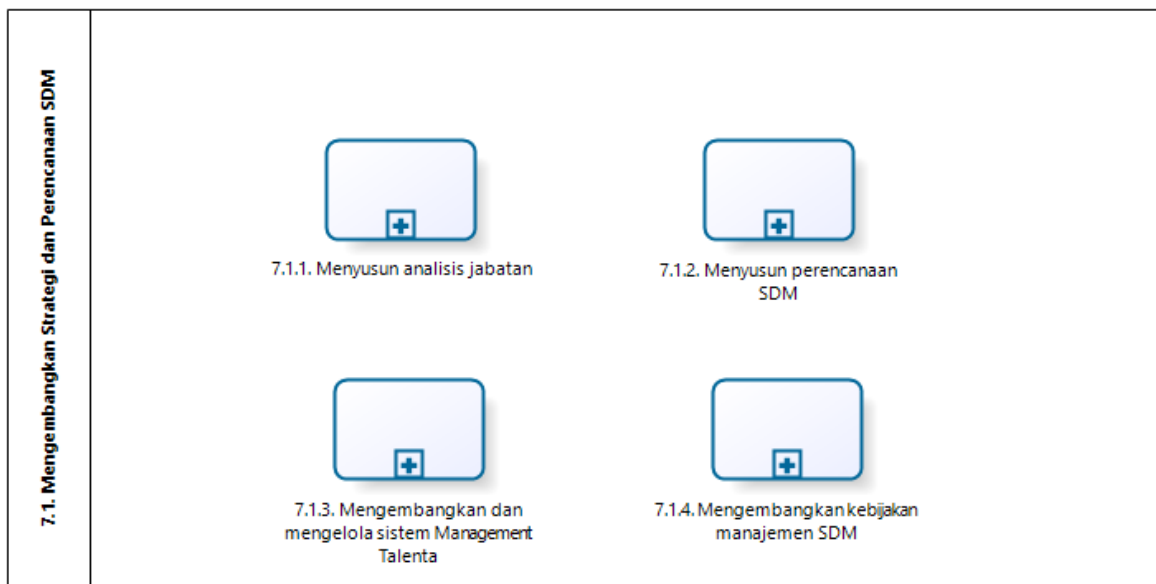 7.1. Mengembangkan Strategi dan Perencanaan SDM
7.1.1. Menyusun analisis jabatan
7.1.2. Menyusun perencanaan
SDM
7.1.3. Mengembangkan dan
mengelola sistem Management
Talenta
7.1.4. Mengembangkan kebijakan
manajemen SDM